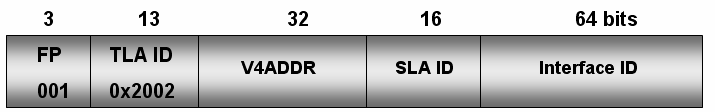 3 13 32 16 64 bits
FP TLA ID V4ADDR SLA ID Interface ID
001 0x2002